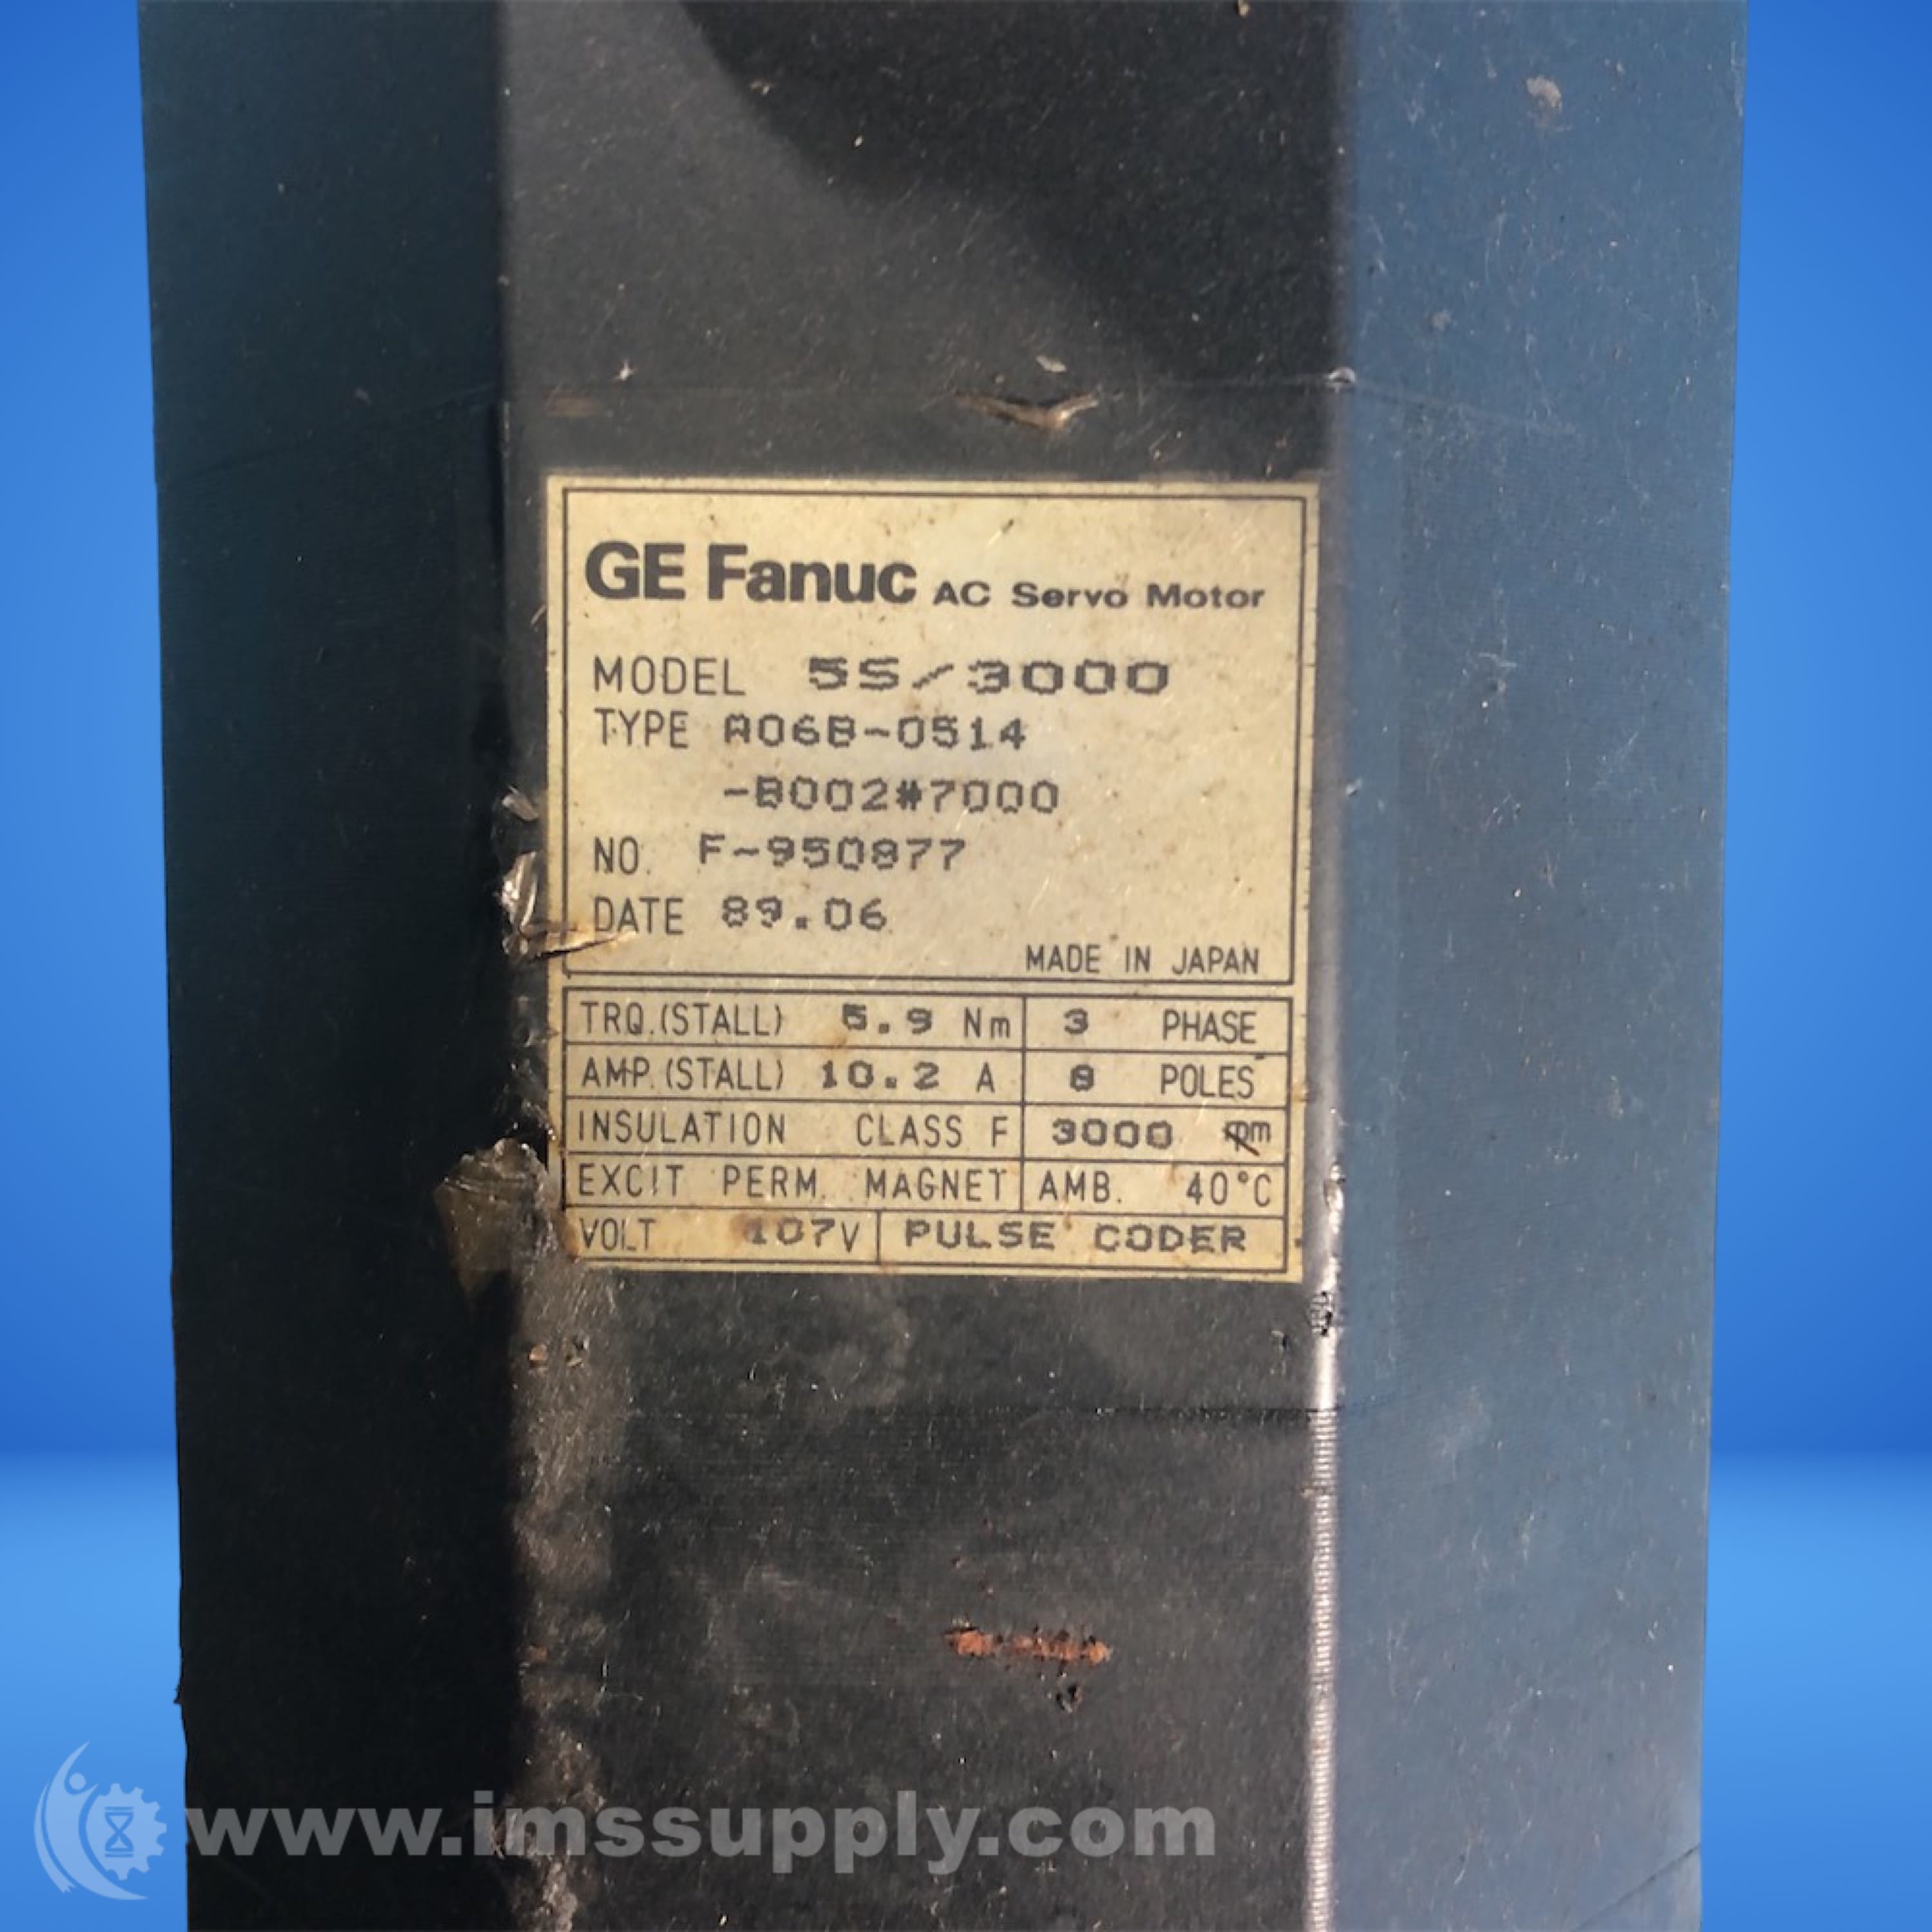 GE Fanuc AC Servo Motor
MODEL 5S/3000
TYPE A06B-0514
-B002#7000
NO. F-950877
DATE 89.06
MADE IN JAPAN
TRQ.(STALL) 5.9 Nm 3 PHASE
AMP.(STALL) 10.2 A 8 POLES
INSULATION CLASS F 3000 rpm
EXCIT PERM. MAGNET AMB. 40°C
VOLT 107V PULSE CODER
www.imssupply.com